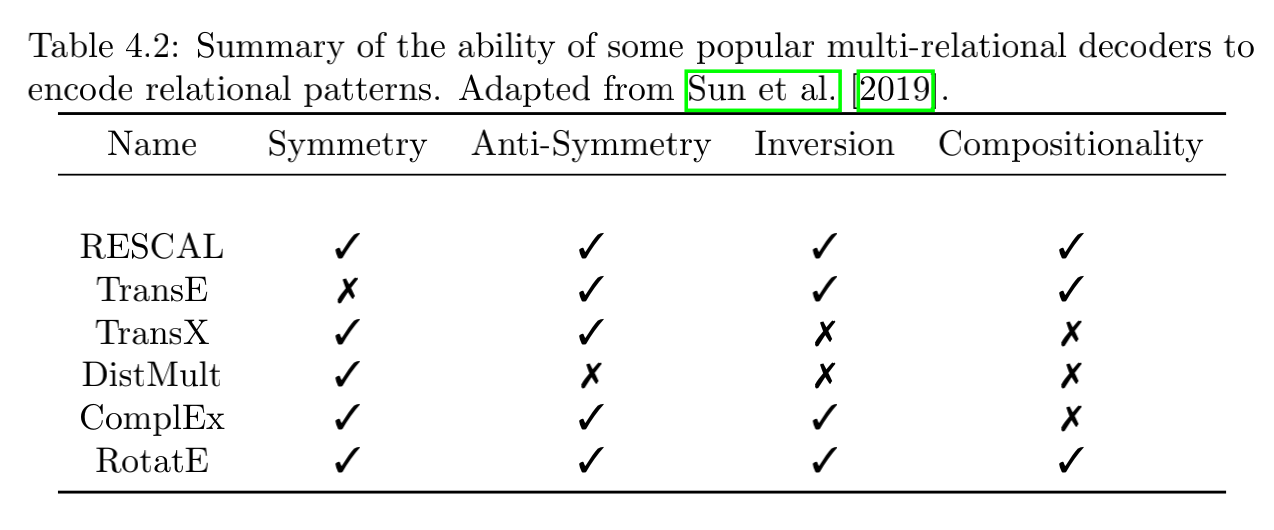 Table 4.2: Summary of the ability of some popular multi-relational decoders to
encode relational patterns. Adapted from Sun et al. [2019].
Name Symmetry Anti-Symmetry Inversion Compositionality
RESCAL ✓ ✓ ✓ ✓
TransE ✗ ✓ ✓ ✓
TransX ✓ ✓ ✗ ✗
DistMult ✓ ✗ ✗ ✗
ComplEx ✓ ✓ ✓ ✗
RotatE ✓ ✓ ✓ ✓